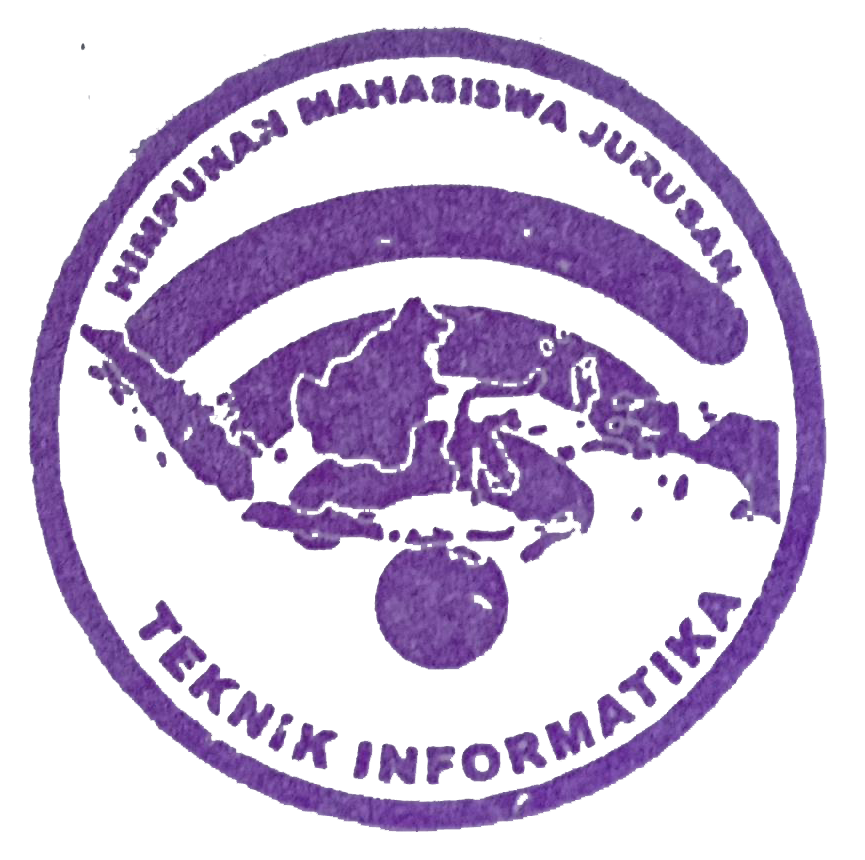 HIMPUNAN MAHASISWA JURUSAN
TEKNiK INFORMATIKA